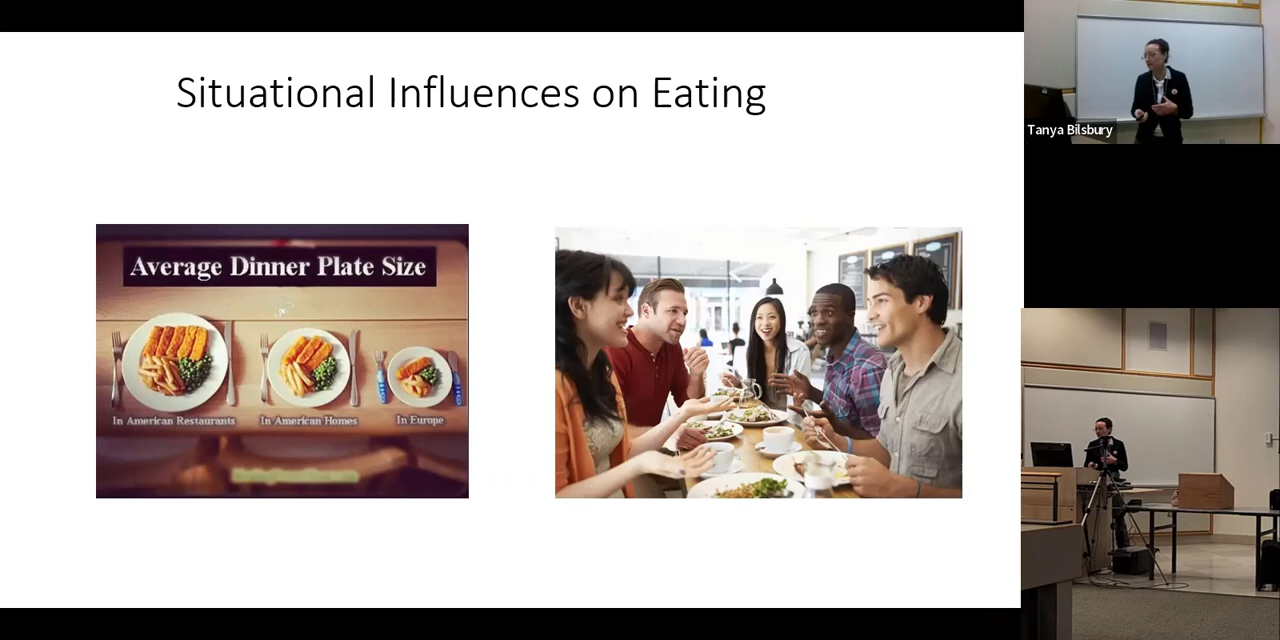 Situational Influences on Eating
Average Dinner Plate Size
In American Restaurants
In American Homes
In Europe
Tanya Bilsbury